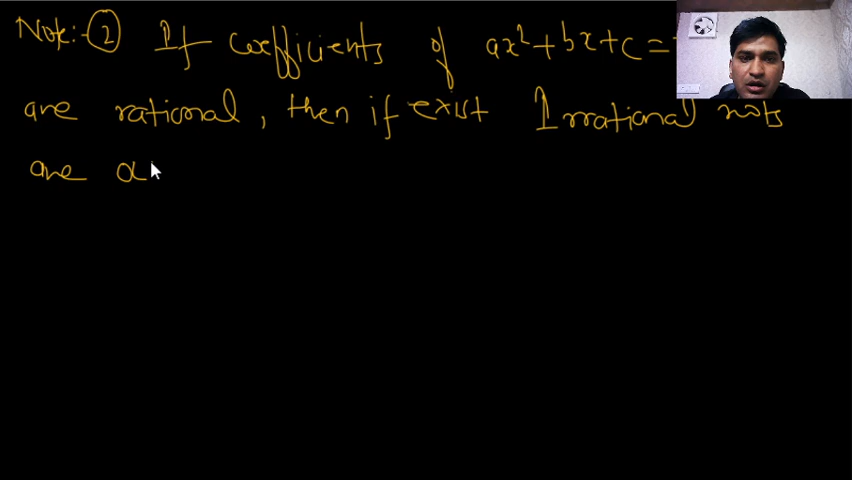 Note:- ② If coefficients of ax²+bx+c=
are rational, then if exist Irrational roots
are α